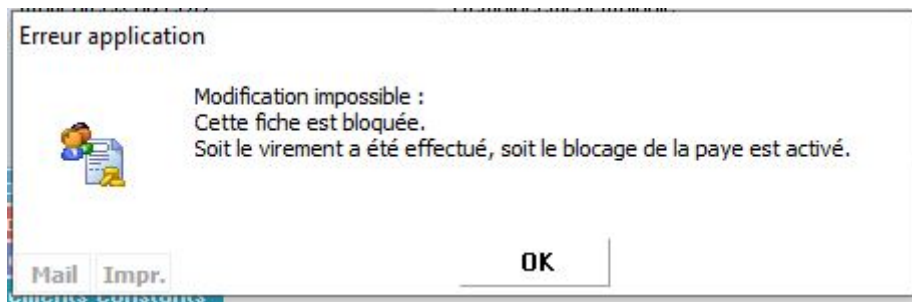 Erreur application
Modification impossible :
Cette fiche est bloquée.
Soit le virement a été effectué, soit le blocage de la paye est activé.
OK
Mail Impr.